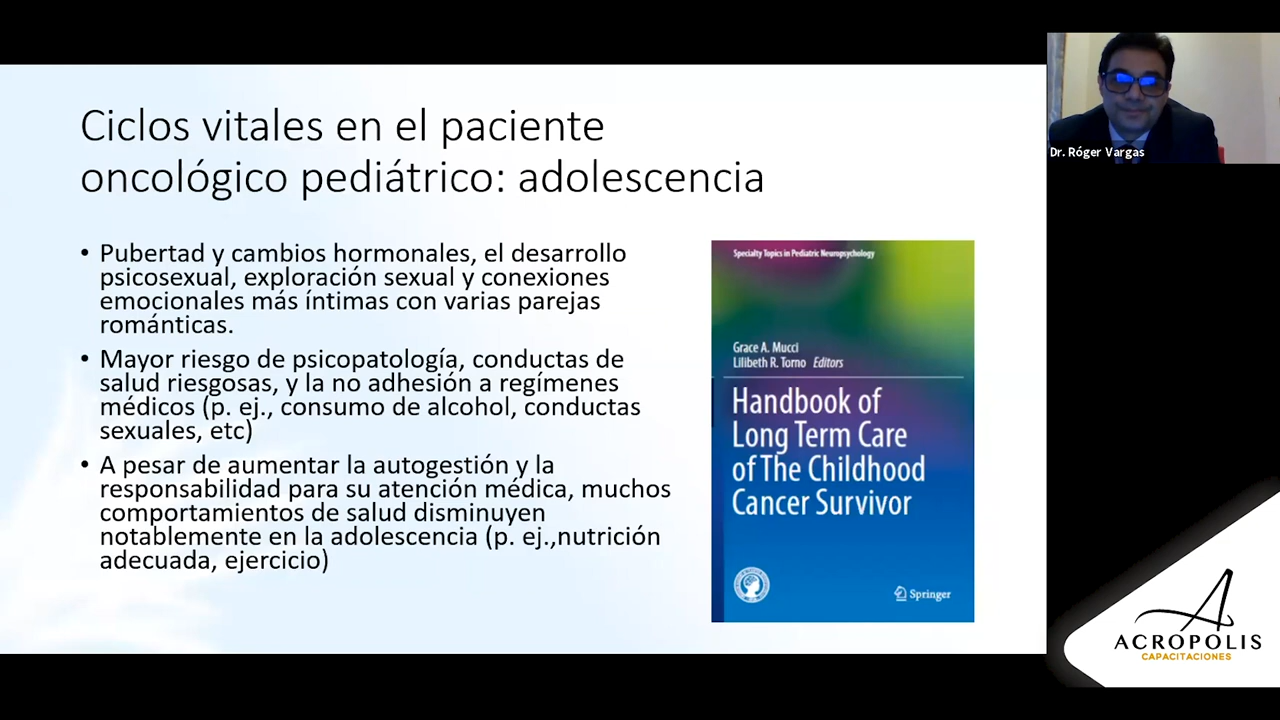 Ciclos vitales en el paciente
oncológico pediátrico: adolescencia
• Pubertad y cambios hormonales, el desarrollo
psicosexual, exploración sexual y conexiones
emocionales más íntimas con varias parejas
románticas.
• Mayor riesgo de psicopatología, conductas de
salud riesgosas, y la no adhesión a regímenes
médicos (p. ej., consumo de alcohol, conductas
sexuales, etc)
• A pesar de aumentar la autogestión y la
responsabilidad para su atención médica, muchos
comportamientos de salud disminuyen
notablemente en la adolescencia (p. ej.,nutrición
adecuada, ejercicio)
Specialty Topics in Pediatric Neuropsychology
Grace A. Mucci
Lilibeth R. Torno Editors
Handbook of
Long Term Care
of The Childhood
Cancer Survivor
Springer
Dr. Róger Vargas
ACROPOLIS
CAPACITACIONES